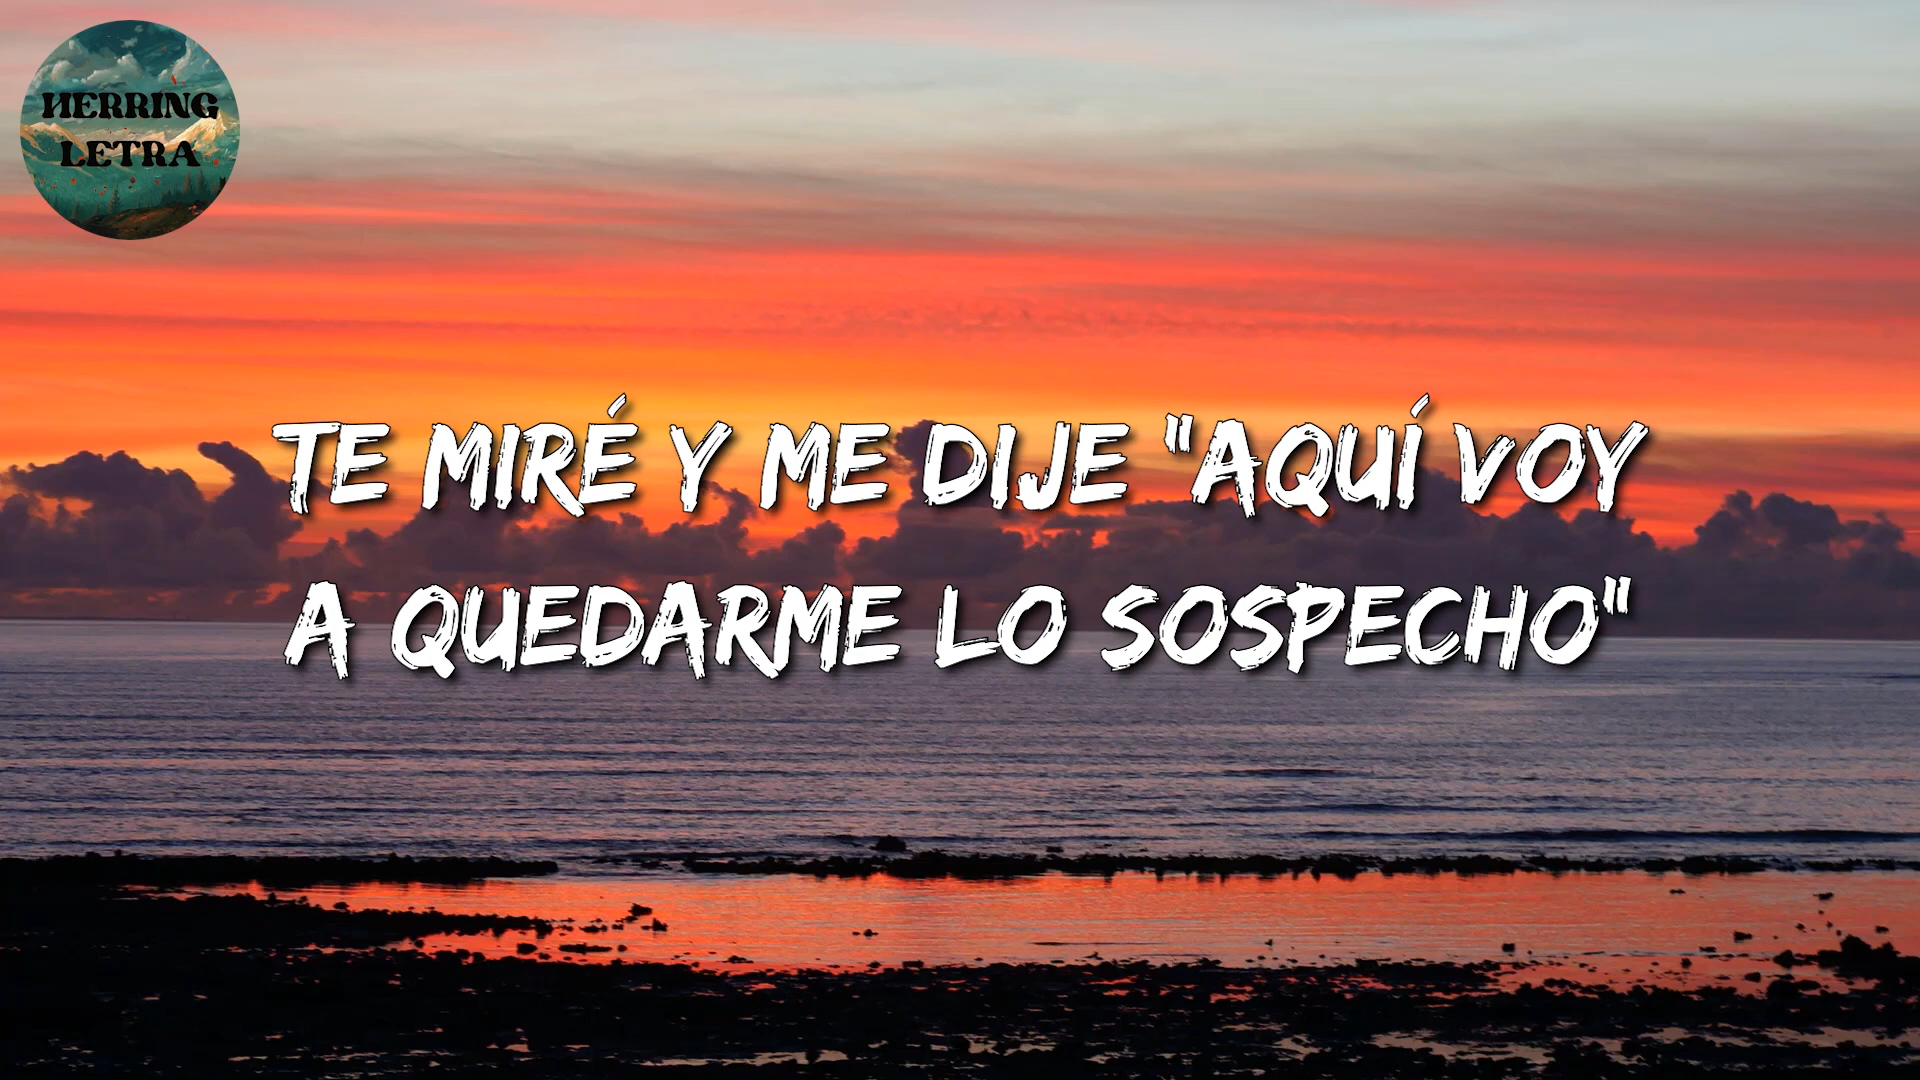 HERRING
LETRA
TE MIRÉ Y ME DIJE "AQUÍ VOY
A QUEDARME LO SOSPECHO"